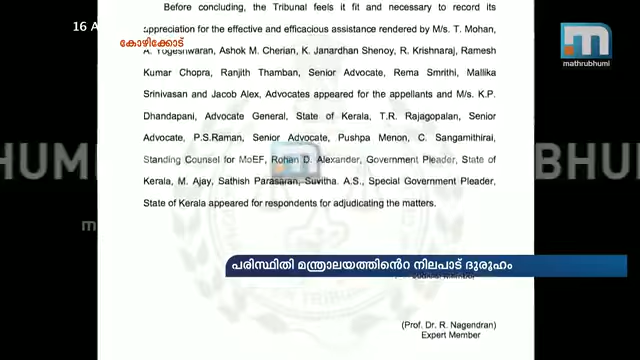 Before concluding, the Tribunal feels it fit and necessary to record its
16 A
appreciation for the effective and efficacious assistance rendered by M/s. T. Mohan,
കോഴിക്കോട്
A. Yogeshwaran, Ashok M. Cherian, K. Janardhan Shenoy, R. Krishnaraj, Ramesh
mathrubhumi
Kumar Chopra, Ranjith Thamban, Senior Advocate, Rema Smrithi, Mallika
Srinivasan and Jacob Alex, Advocates appeared for the appellants and M/s. K.P.
Dhandapani, Advocate General, State of Kerala, T.R. Rajagopalan, Senior
Advocate, P.S.Raman, Senior Advocate, Pushpa Menon, C. Sangamithirai,
Standing Counsel for MoEF, Rohan D. Alexander, Government Pleader, State of
Kerala, M. Ajay, Sathish Parasaran, Suvitha. A.S., Special Government Pleader,
State of Kerala appeared for respondents for adjudicating the matters.
പരിസ്ഥിതി മന്ത്രാലയത്തിൻെറ നിലപാട് ദുരൂഹം
(Prof. Dr. R. Nagendran)
Expert Member